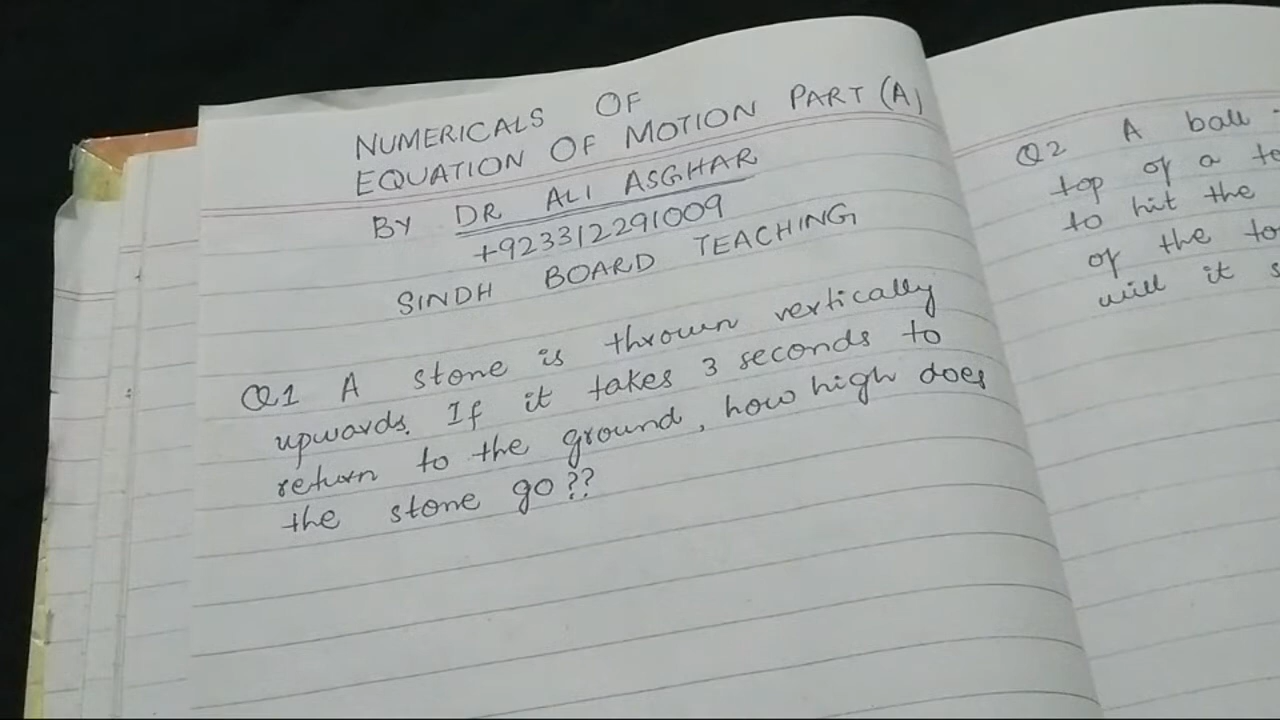 NUMERICALS OF
EQUATION OF MOTION PART (A)
BY DR ALI ASGHAR
+923312291009
SINDH BOARD TEACHING
Q1 A stone is thrown vertically
upwards. If it takes 3 seconds to
return to the ground, how high does
the stone go??
Q2 A ball
top of a
to hit the
of the
will it